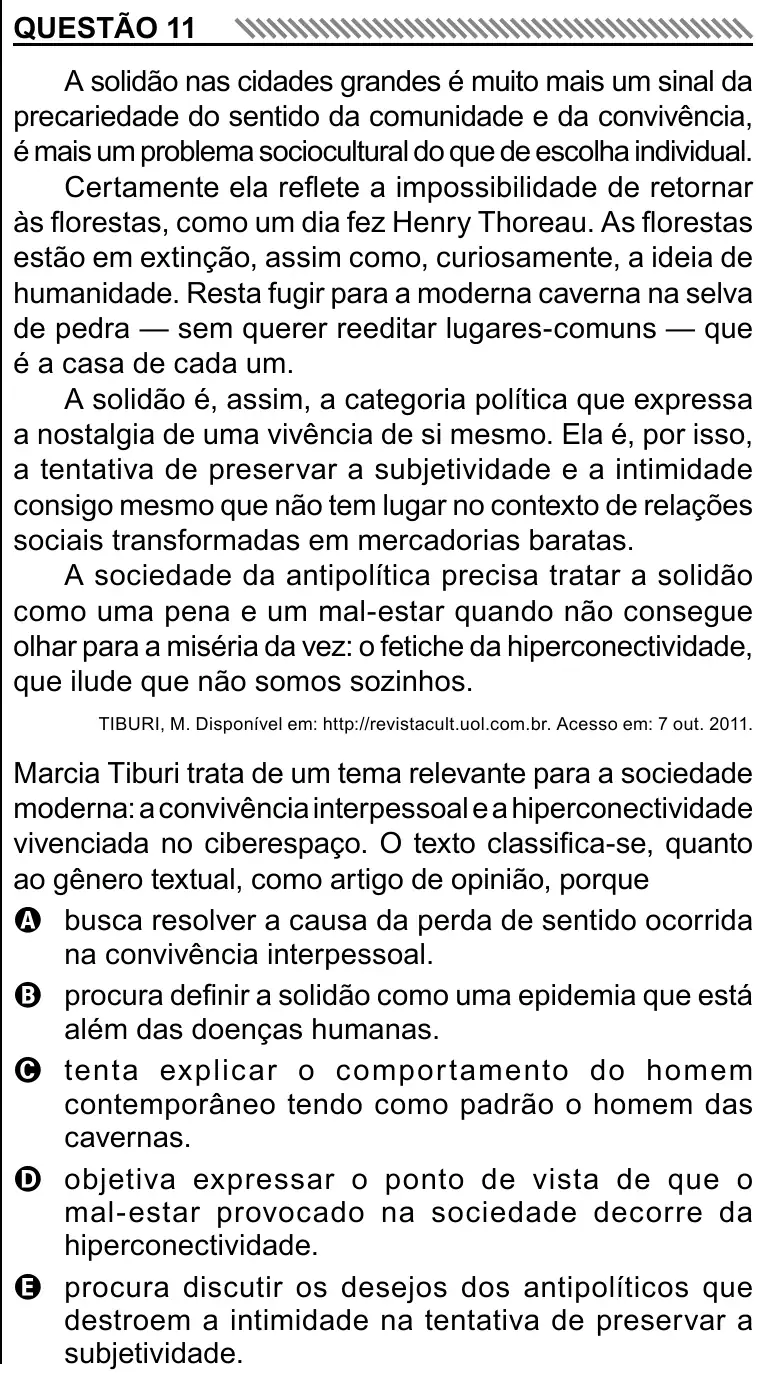 QUESTÃO 11
A solidão nas cidades grandes é muito mais um sinal da
precariedade do sentido da comunidade e da convivência,
é mais um problema sociocultural do que de escolha individual.
Certamente ela reflete a impossibilidade de retornar
às florestas, como um dia fez Henry Thoreau. As florestas
estão em extinção, assim como, curiosamente, a ideia de
humanidade. Resta fugir para a moderna caverna na selva
de pedra — sem querer reeditar lugares-comuns — que
é a casa de cada um.
A solidão é, assim, a categoria política que expressa
a nostalgia de uma vivência de si mesmo. Ela é, por isso,
a tentativa de preservar a subjetividade e a intimidade
consigo mesmo que não tem lugar no contexto de relações
sociais transformadas em mercadorias baratas.
A sociedade da antipolítica precisa tratar a solidão
como uma pena e um mal-estar quando não consegue
olhar para a miséria da vez: o fetiche da hiperconectividade,
que ilude que não somos sozinhos.
TIBURI, M. Disponível em: http://revistacult.uol.com.br. Acesso em: 7 out. 2011.
Marcia Tiburi trata de um tema relevante para a sociedade
moderna: a convivência interpessoal e a hiperconectividade
vivenciada no ciberespaço. O texto classifica-se, quanto
ao gênero textual, como artigo de opinião, porque
A busca resolver a causa da perda de sentido ocorrida
na convivência interpessoal.
B procura definir a solidão como uma epidemia que está
além das doenças humanas.
C tenta explicar o comportamento do homem
contemporâneo tendo como padrão o homem das
cavernas.
D objetiva expressar o ponto de vista de que o
mal-estar provocado na sociedade decorre da
hiperconectividade.
E procura discutir os desejos dos antipolíticos que
destroem a intimidade na tentativa de preservar a
subjetividade.